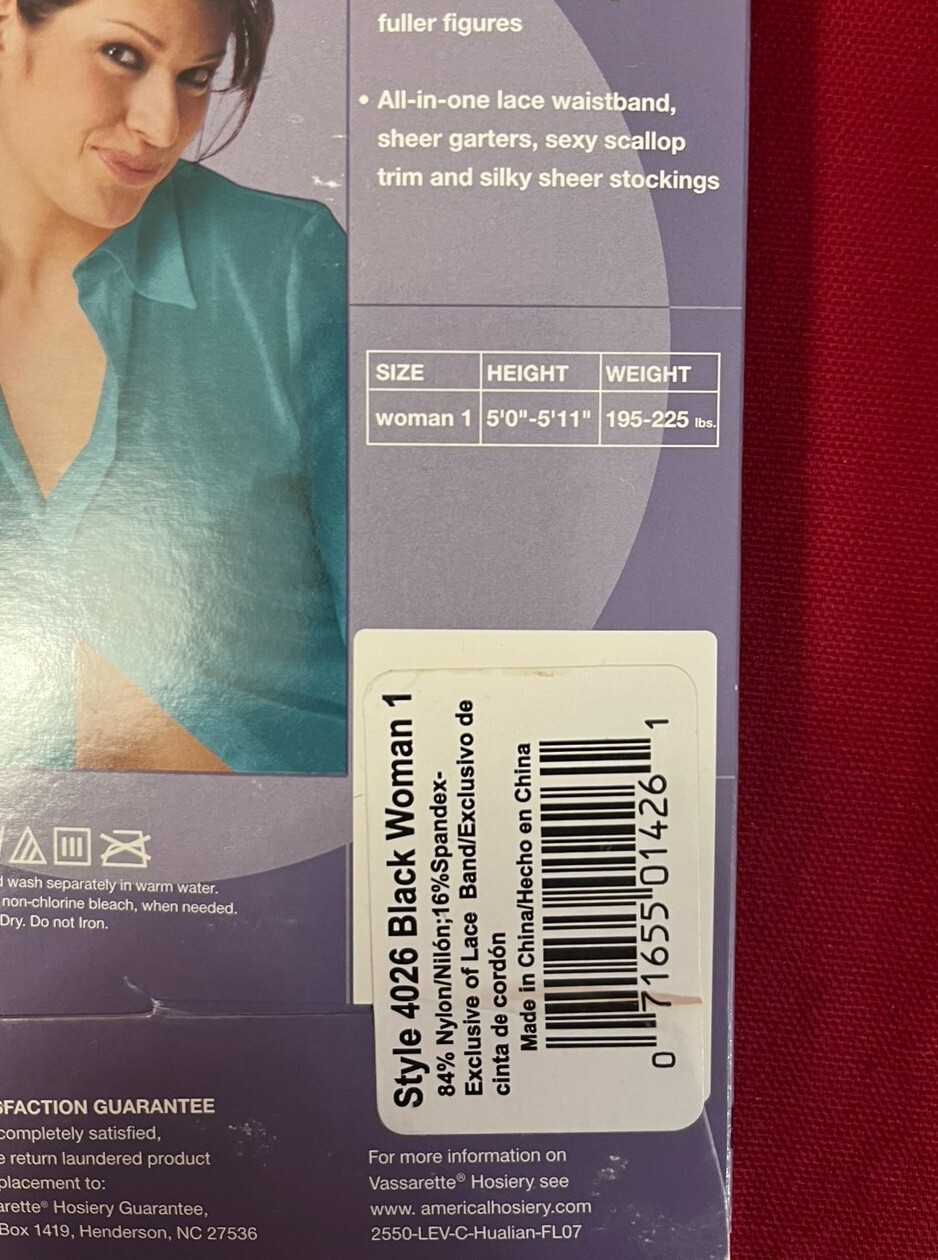 fuller figures
• All-in-one lace waistband,
sheer garters, sexy scallop
trim and silky sheer stockings
SIZE HEIGHT WEIGHT
woman 1 5'0"-5'11" 195-225 lbs.
Style 4026 Black Woman 1
84% Nylon/Nilón;16%Spandex-
Exclusive of Lace Band/Exclusivo de
cinta de cordón
Made in China/Hecho en China
0 71655 01426 1
wash separately in warm water.
non-chlorine bleach, when needed.
Dry. Do not Iron.
GUARANTEE
completely satisfied,
return laundered product
to:
Hosiery Guarantee,
Box 1419, Henderson, NC 27536
For more information on
Vassarette® Hosiery see
www. americalhosiery.com
2550-LEV-C-Hualian-FL07